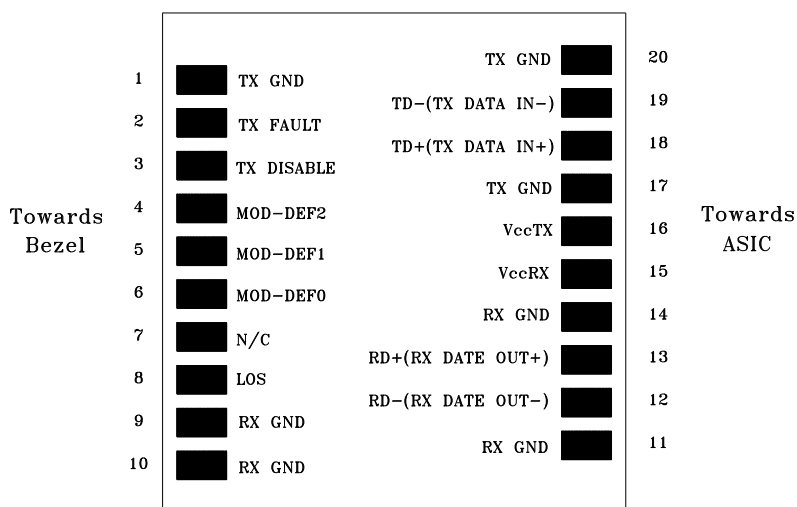 1 TX GND
2 TX FAULT
3 TX DISABLE
4 MOD-DEF2
5 MOD-DEF1
6 MOD-DEF0
7 N/C
8 LOS
9 RX GND
10 RX GND
Towards
Bezel
TX GND 20
TD-(TX DATA IN-) 19
TD+(TX DATA IN+) 18
TX GND 17
VccTX 16
VccRX 15
RX GND 14
RD+(RX DATE OUT+) 13
RD-(RX DATE OUT-) 12
RX GND 11
Towards
ASIC